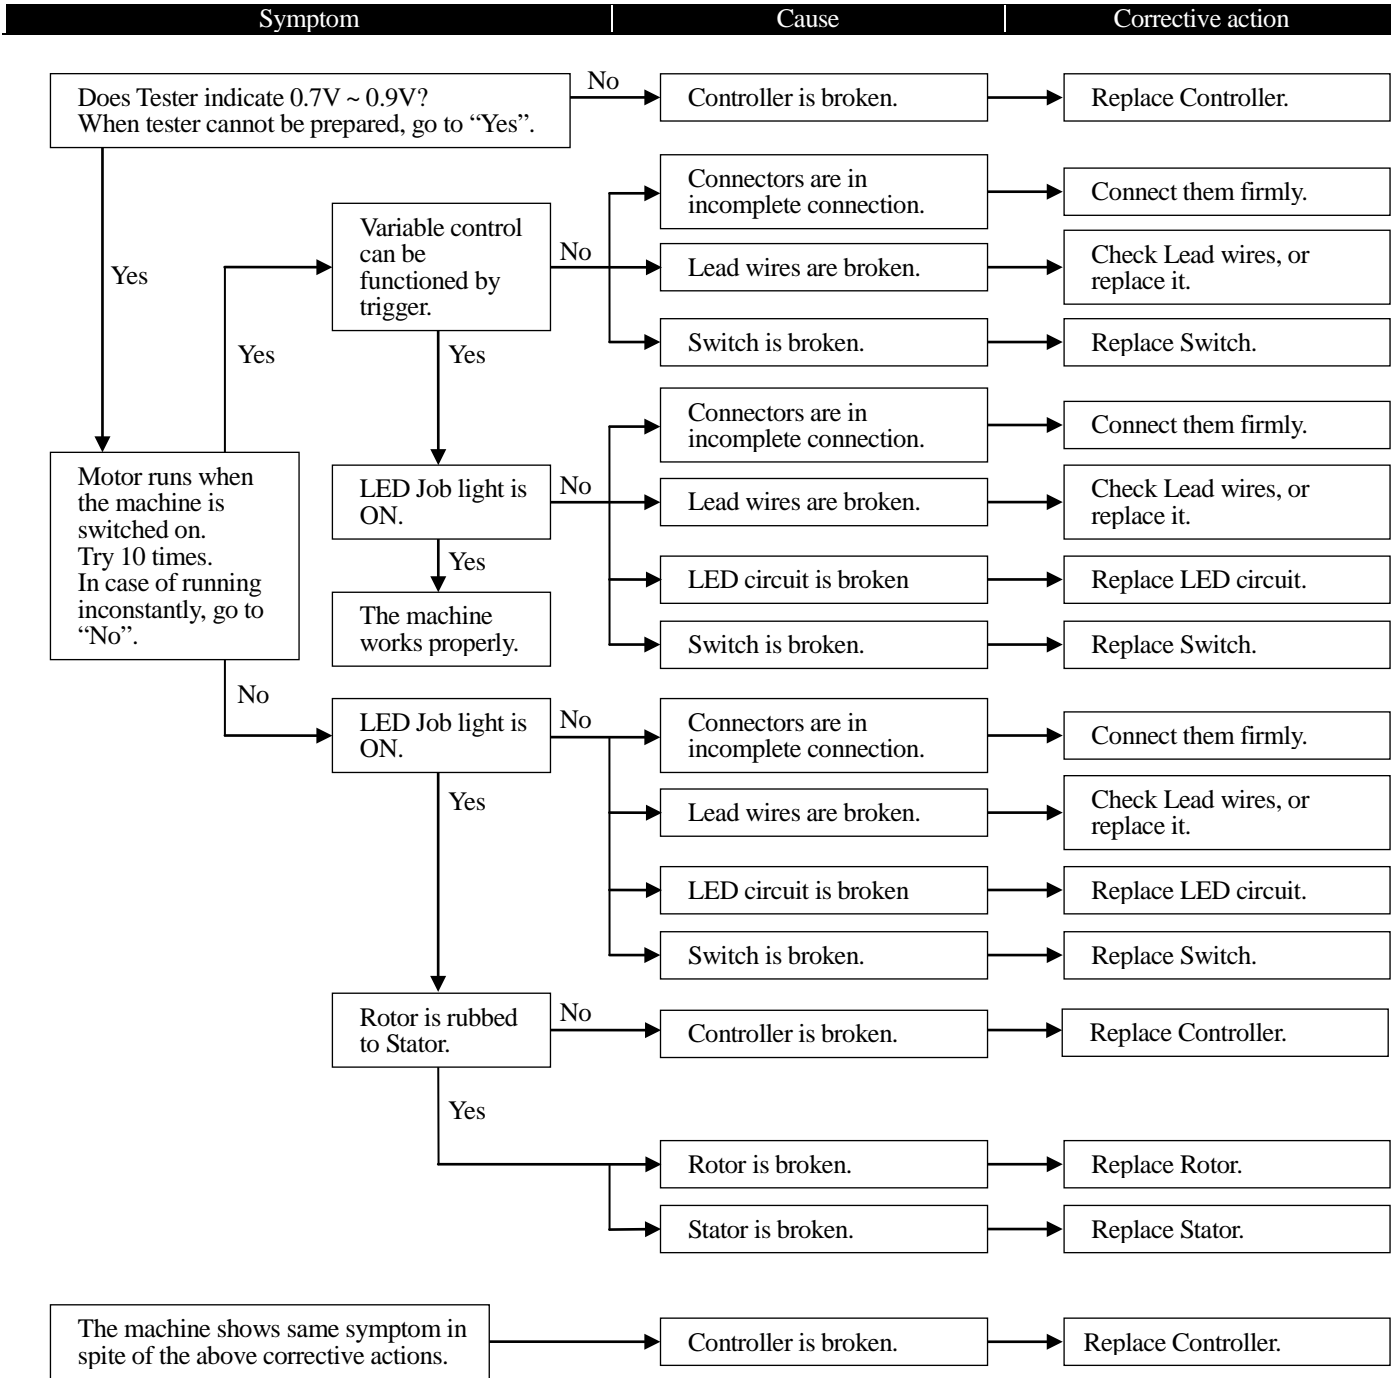 Symptom Cause Corrective action
Does Tester indicate 0.7V ~ 0.9V?
When tester cannot be prepared, go to “Yes”.
No
Controller is broken.
Replace Controller.
Yes
Yes
Variable control
can be
functioned by
trigger.
No
Connectors are in
incomplete connection.
Connect them firmly.
Lead wires are broken.
Check Lead wires, or
replace it.
Switch is broken.
Replace Switch.
Yes
Motor runs when
the machine is
switched on.
Try 10 times.
In case of running
inconstantly, go to
“No”.
LED Job light is
ON.
No
Connectors are in
incomplete connection.
Connect them firmly.
Lead wires are broken.
Check Lead wires, or
replace it.
LED circuit is broken
Replace LED circuit.
Switch is broken.
Replace Switch.
Yes
The machine
works properly.
No
LED Job light is
ON.
No
Connectors are in
incomplete connection.
Connect them firmly.
Lead wires are broken.
Check Lead wires, or
replace it.
LED circuit is broken
Replace LED circuit.
Switch is broken.
Replace Switch.
Yes
Rotor is rubbed
to Stator.
No
Controller is broken.
Replace Controller.
Yes
Rotor is broken.
Replace Rotor.
Stator is broken.
Replace Stator.
The machine shows same symptom in
spite of the above corrective actions.
Controller is broken.
Replace Controller.